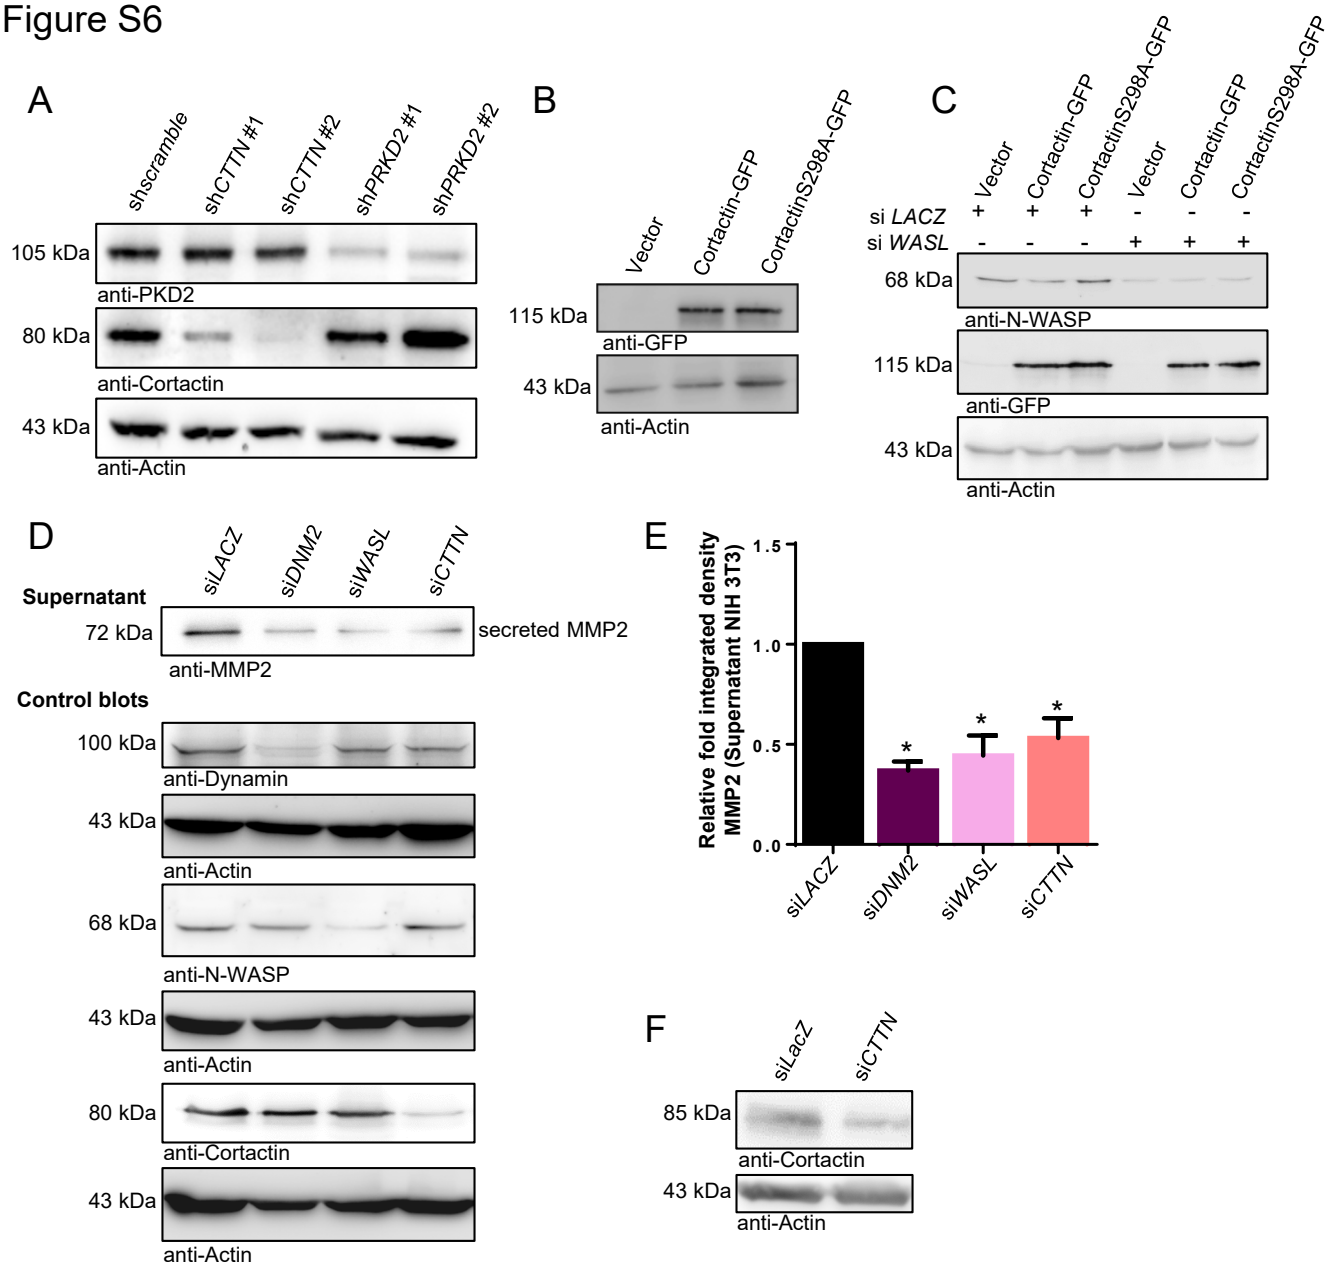 Figure S6
A
shscramble
shCTTN #1
shCTTN #2
shPRKD2 #1
shPRKD2 #2
105 kDa
anti-PKD2
80 kDa
anti-Cortactin
43 kDa
anti-Actin
B
Vector
Cortactin-GFP
CortactinS298A-GFP
115 kDa
anti-GFP
43 kDa
anti-Actin
C
Vector
Cortactin-GFP
CortactinS298A-GFP
Vector
Cortactin-GFP
CortactinS298A-GFP
si LACZ + + + - - -
si WASL - - - + + +
68 kDa
anti-N-WASP
115 kDa
anti-GFP
43 kDa
anti-Actin
D
siLACZ
siDNM2
siWASL
siCTTN
Supernatant
72 kDa
secreted MMP2
anti-MMP2
Control blots
100 kDa
anti-Dynamin
43 kDa
anti-Actin
68 kDa
anti-N-WASP
43 kDa
anti-Actin
80 kDa
anti-Cortactin
43 kDa
anti-Actin
E
Relative fold integrated density
MMP2 (Supernatant NIH 3T3)
1.5
1.0
0.5
0.0
*
*
*
siLACZ
siDNM2
siWASL
siCTTN
F
siLacZ
siCTTN
85 kDa
anti-Cortactin
43 kDa
anti-Actin